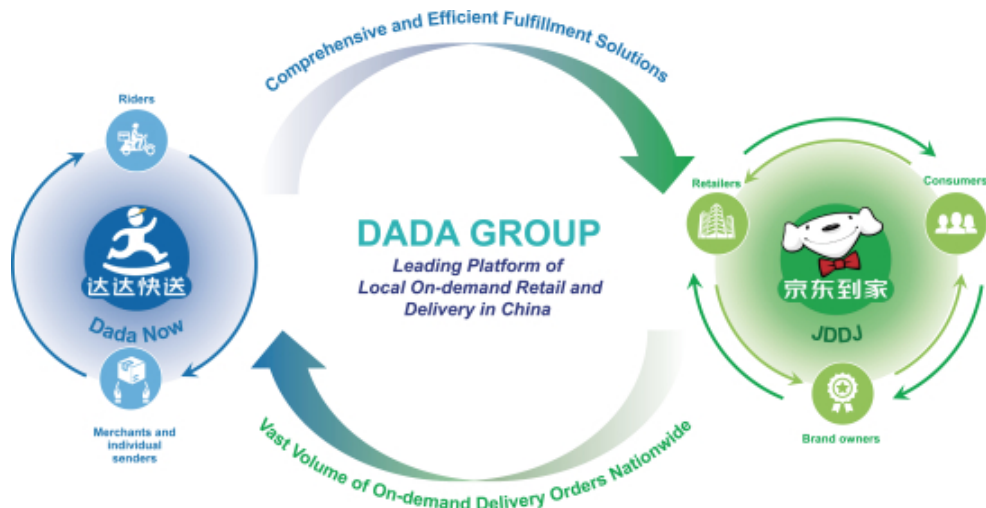 Comprehensive and Efficient Fulfillment Solutions
Riders
达达快送
Dada Now
Merchants and
individual
senders
DADA GROUP
Leading Platform of
Local On-demand Retail and
Delivery in China
Retailers
Consumers
京东到家
JDDJ
Brand owners
Vast Volume of On-demand Delivery Orders Nationwide